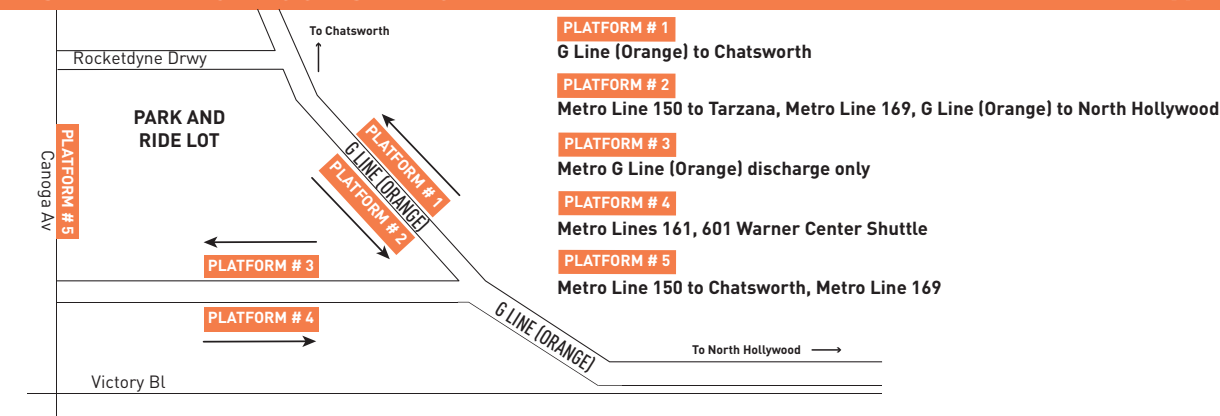 To Chatsworth
Rocketdyne Drwy
PARK AND
RIDE LOT
PLATFORM # 5
Canoga Av
PLATFORM # 1
G LINE (ORANGE)
PLATFORM # 2
PLATFORM # 3
PLATFORM # 4
G LINE (ORANGE)
To North Hollywood
Victory Bl
PLATFORM # 1
G Line (Orange) to Chatsworth
PLATFORM # 2
Metro Line 150 to Tarzana, Metro Line 169, G Line (Orange) to North Hollywood
PLATFORM # 3
Metro G Line (Orange) discharge only
PLATFORM # 4
Metro Lines 161, 601 Warner Center Shuttle
PLATFORM # 5
Metro Line 150 to Chatsworth, Metro Line 169